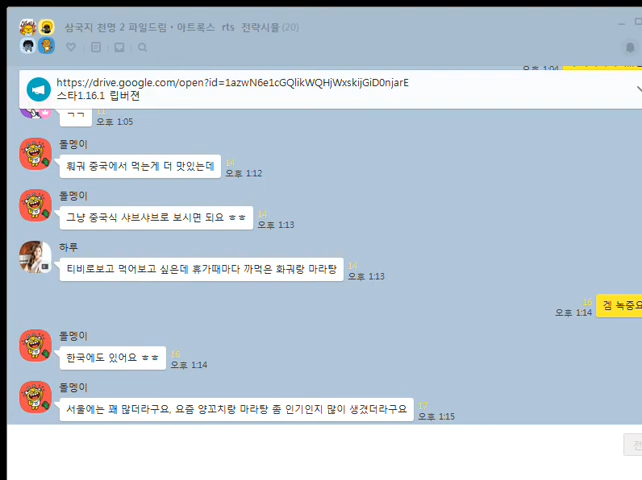 삼국지 천명 2 파일드림・아트록스 rts 전략시뮬 (20)
https://drive.google.com/open?id=1azwN6e1cGQlikWQHjWxskijGiD0njarE
스타1.16.1 립버젼
ㄱㄱ
오후 1:05
돌멩이
훠궈 중국에서 먹는게 더 맛있는데
14
오후 1:12
돌멩이
그냥 중국식 샤브샤브로 보시면 되요 ㅎㅎ
14
오후 1:13
하루
티비로보고 먹어보고 싶은데 휴가때마다 까먹은 화궈랑 마라탕
14
오후 1:13
16
오후 1:14
겜 녹중요
돌멩이
한국에도 있어요 ㅎㅎ
16
오후 1:14
돌멩이
서울에는 꽤 많더라구요, 요즘 양꼬치랑 마라탕 좀 인기인지 많이 생겼더라구요
17
오후 1:15
전